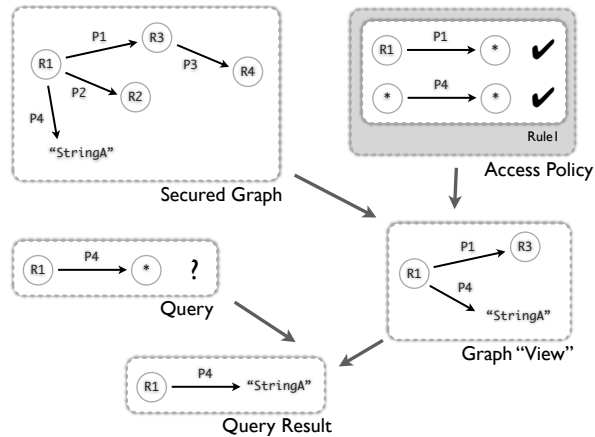 P1
R3
R1
P3
R4
P2
R2
P4
“StringA”
Secured Graph
P1
R1
*
P4
*
*
Rule1
Access Policy
P4
R1
*
?
Query
P1
R3
R1
P4
“StringA”
Graph “View”
P4
R1
“StringA”
Query Result